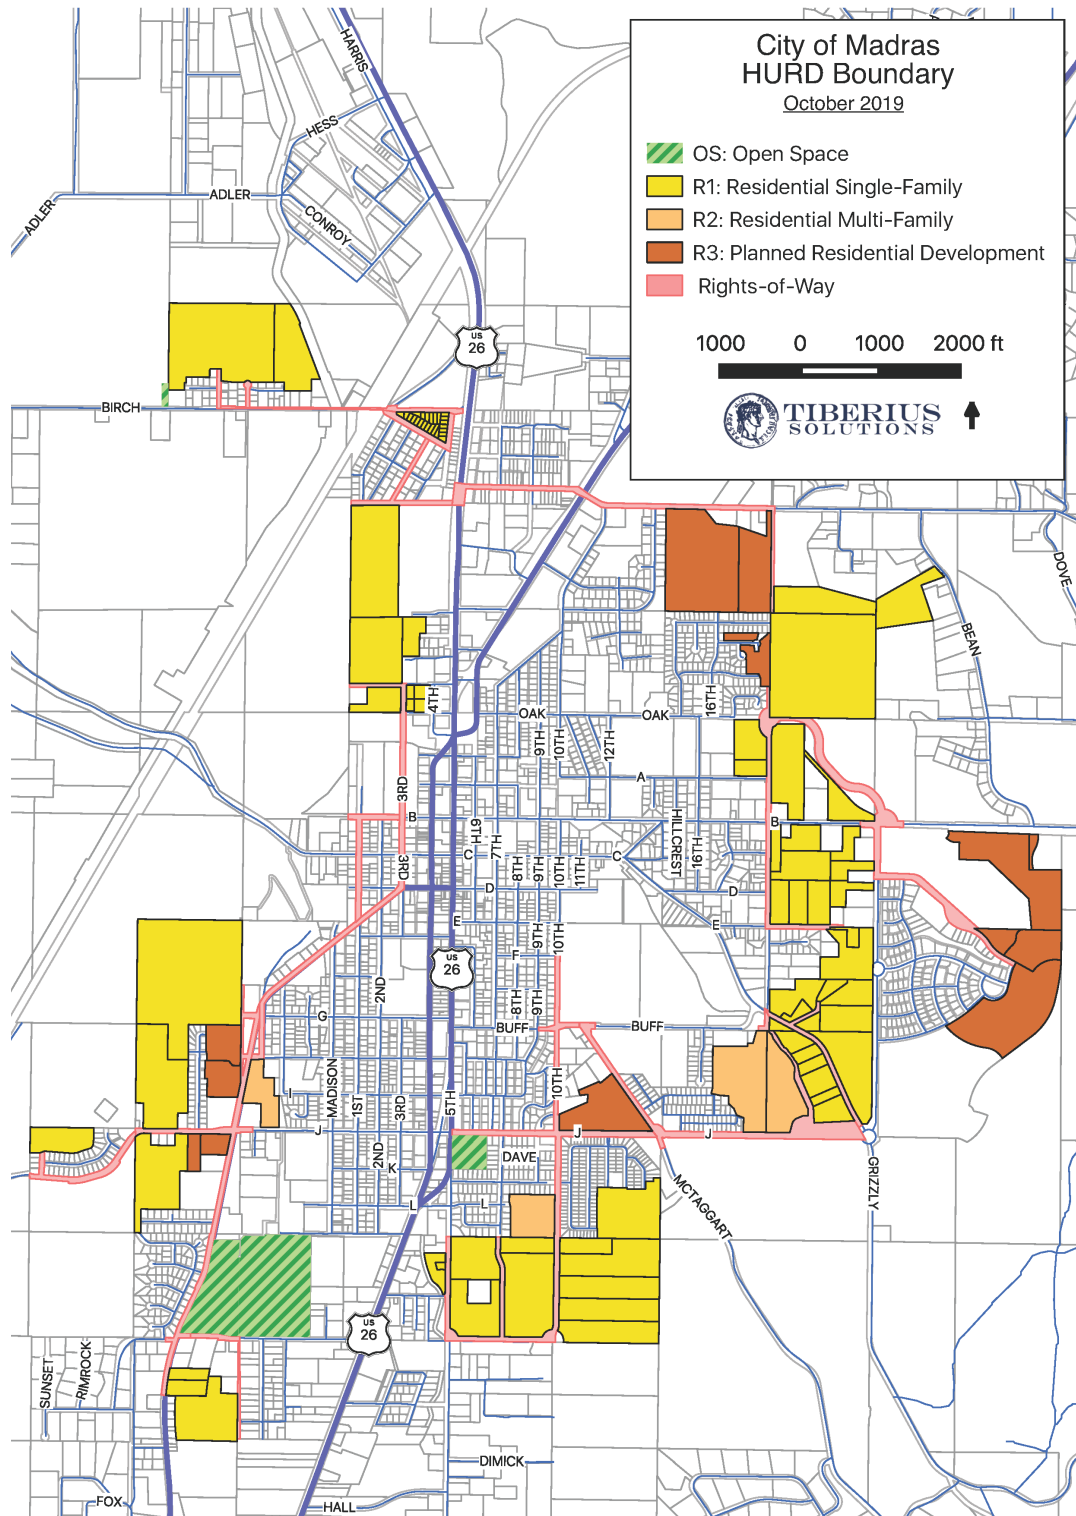 City of Madras
HURD Boundary
October 2019
OS: Open Space
R1: Residential Single-Family
R2: Residential Multi-Family
R3: Planned Residential Development
Rights-of-Way
1000 0 1000 2000 ft
TIBERIUS
SOLUTIONS
HARRIS
HESS
ADLER
ADLER
CONROY
US
26
BIRCH
DOVE
BEAN
4TH
OAK
OAK
16TH
9TH
10TH
12TH
A
3RD
B
B
6TH
7TH
HILLCREST
16TH
C
C
3RD
8TH
9TH
10TH
11TH
D
D
E
E
9TH
10TH
F
US
26
2ND
8TH
9TH
G
BUFF
BUFF
MADISON
1ST
3RD
5TH
10TH
I
J
J
J
2ND
K
DAVE
L
L
MCTAGGART
GRIZZLY
US
26
SUNSET
RIMROCK
DIMICK
FOX
HALL